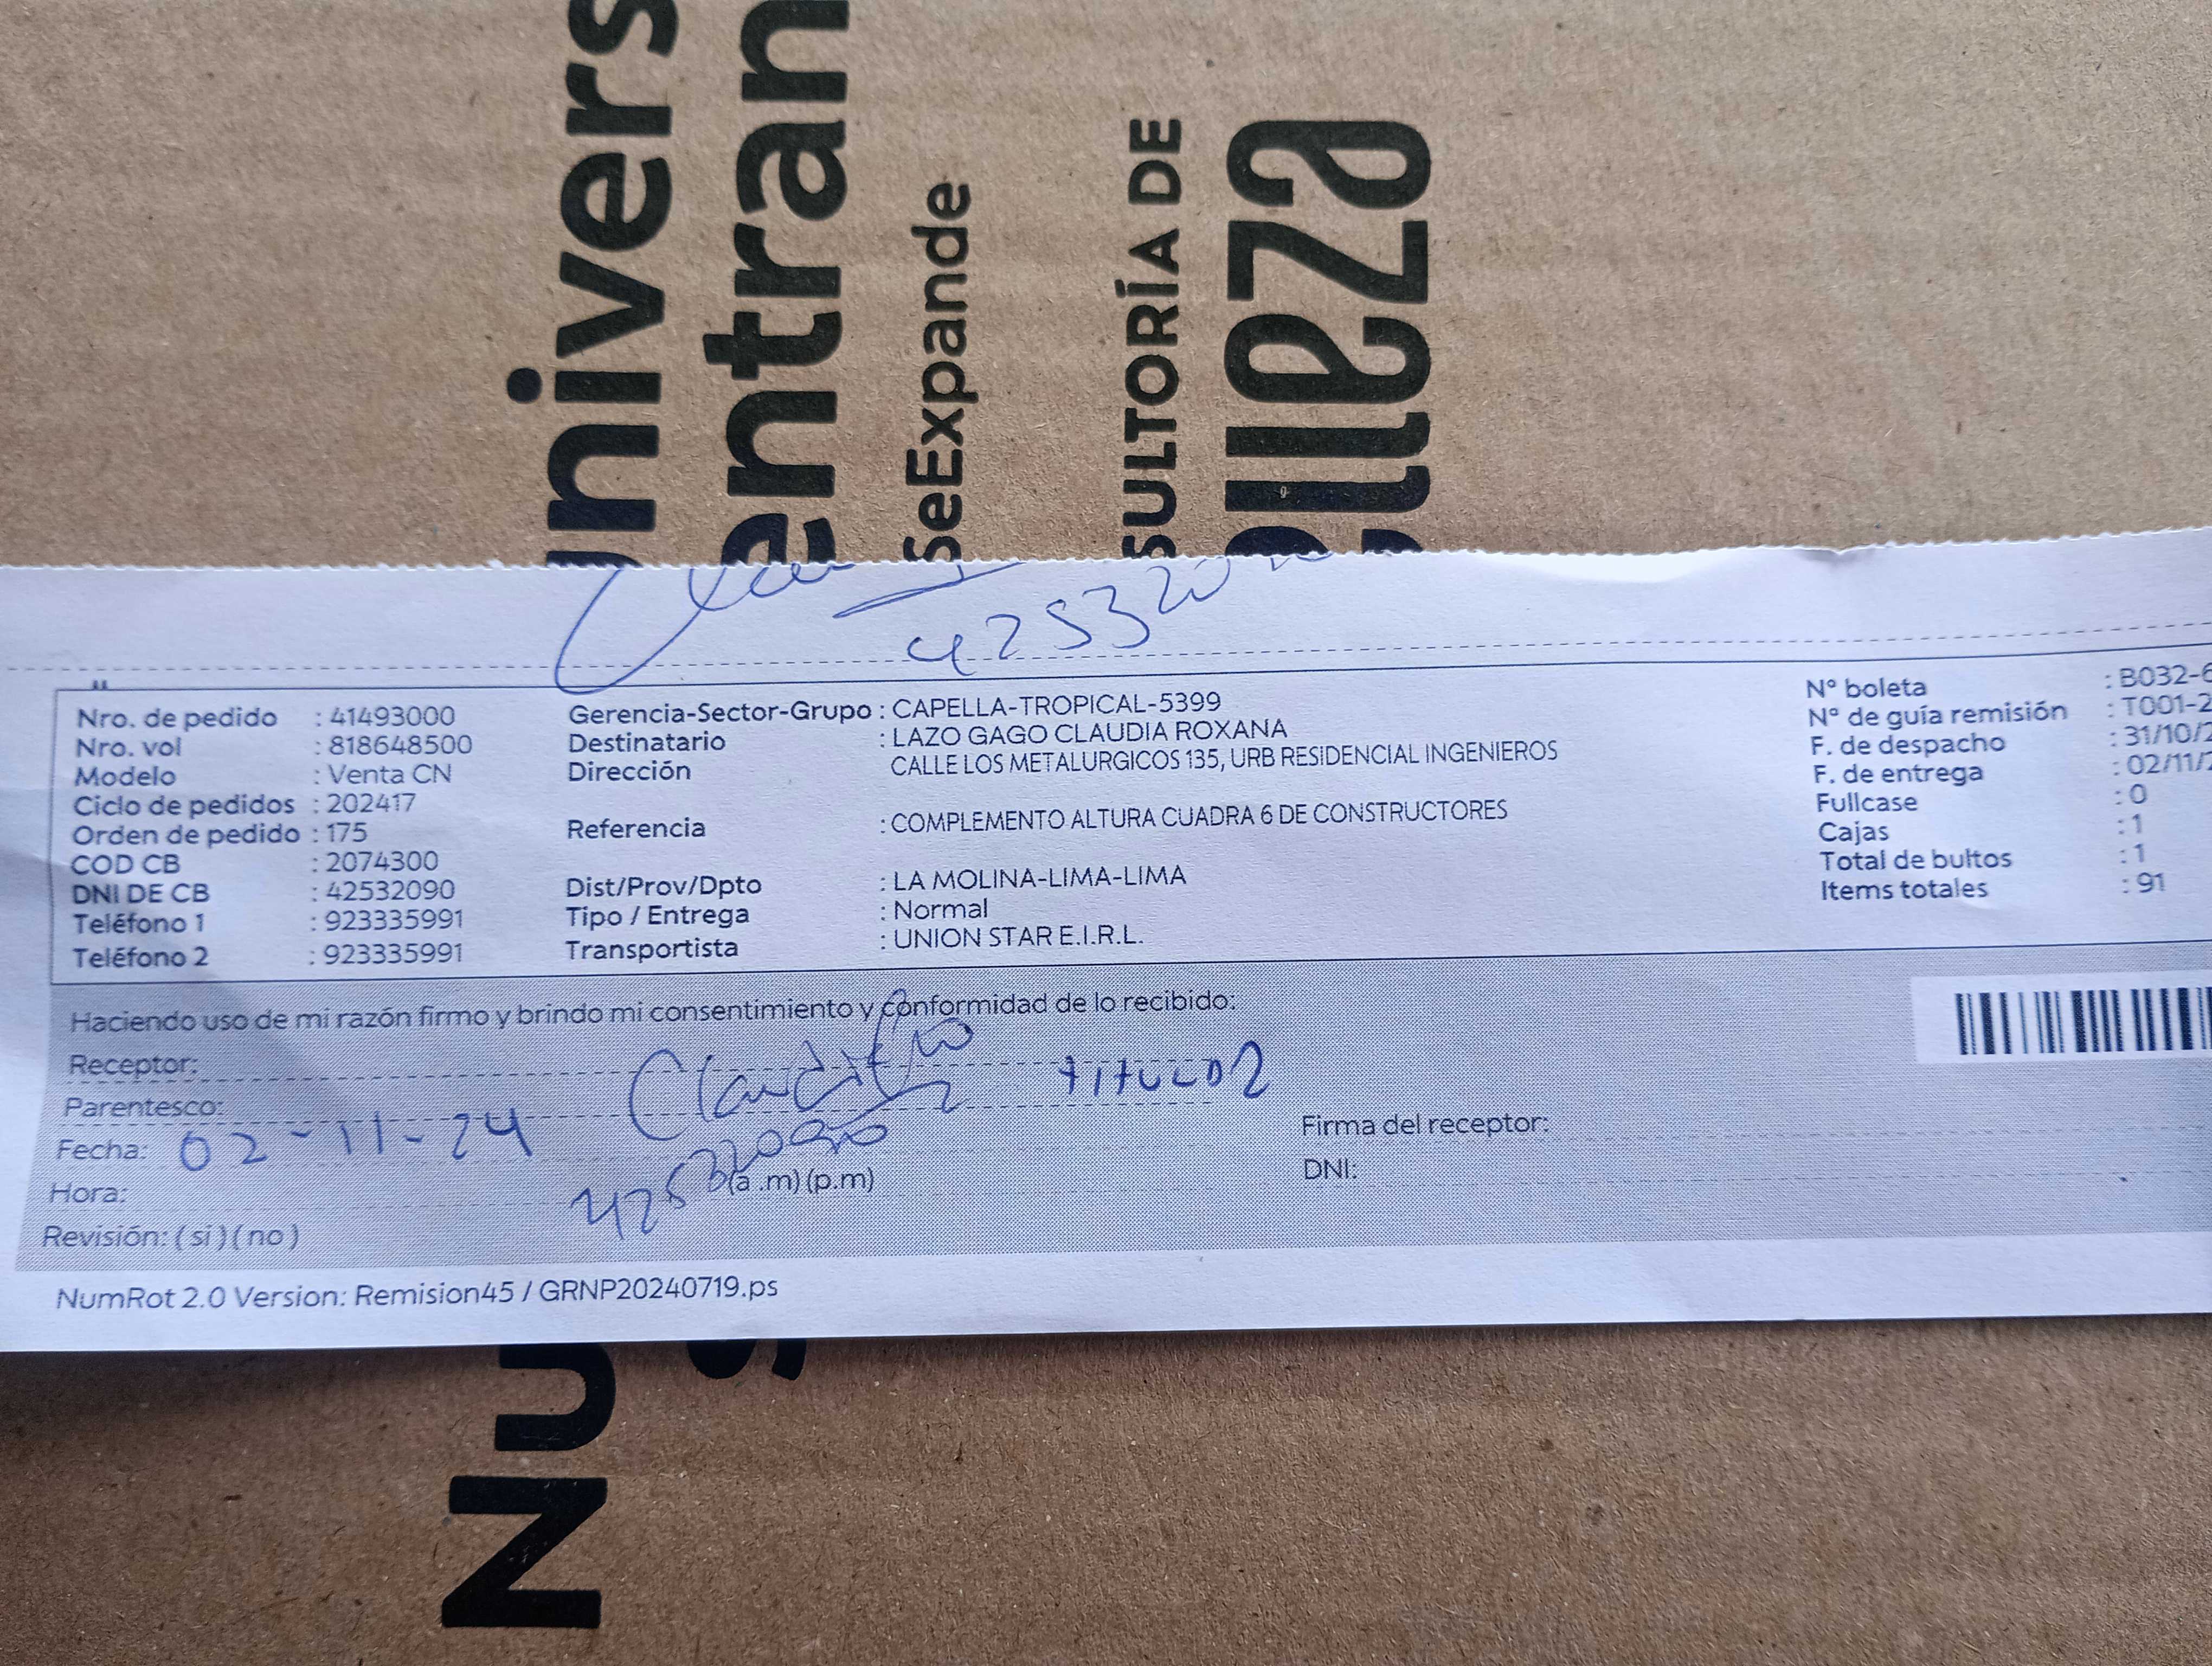 univers
entran
SeExpande
SULTORÍA DE
elleza
425320
Nro. de pedido : 41493000
Nro. vol : 818648500
Modelo : Venta CN
Ciclo de pedidos : 202417
Orden de pedido : 175
COD CB : 2074300
DNI DE CB : 42532090
Teléfono 1 : 923335991
Teléfono 2 : 923335991
Gerencia-Sector-Grupo : CAPELLA-TROPICAL-5399
Destinatario : LAZO GAGO CLAUDIA ROXANA
Dirección CALLE LOS METALURGICOS 135, URB RESIDENCIAL INGENIEROS
Referencia : COMPLEMENTO ALTURA CUADRA 6 DE CONSTRUCTORES
Dist/Prov/Dpto : LA MOLINA-LIMA-LIMA
Tipo / Entrega : Normal
Transportista : UNION STAR E.I.R.L.
N° boleta : B032-6
N° de guía remisión : T001-2
F. de despacho : 31/10/2
F. de entrega : 02/11/2
Fullcase : 0
Cajas : 1
Total de bultos : 1
Items totales : 91
Haciendo uso de mi razón firmo y brindo mi consentimiento y conformidad de lo recibido:
Receptor:
Parentesco: titular
Fecha: 02-11-24
42532090
Hora: (a .m) (p.m)
Revisión: ( si ) ( no )
Firma del receptor:
DNI:
NumRot 2.0 Version: Remision45 / GRNP20240719.ps
Nu